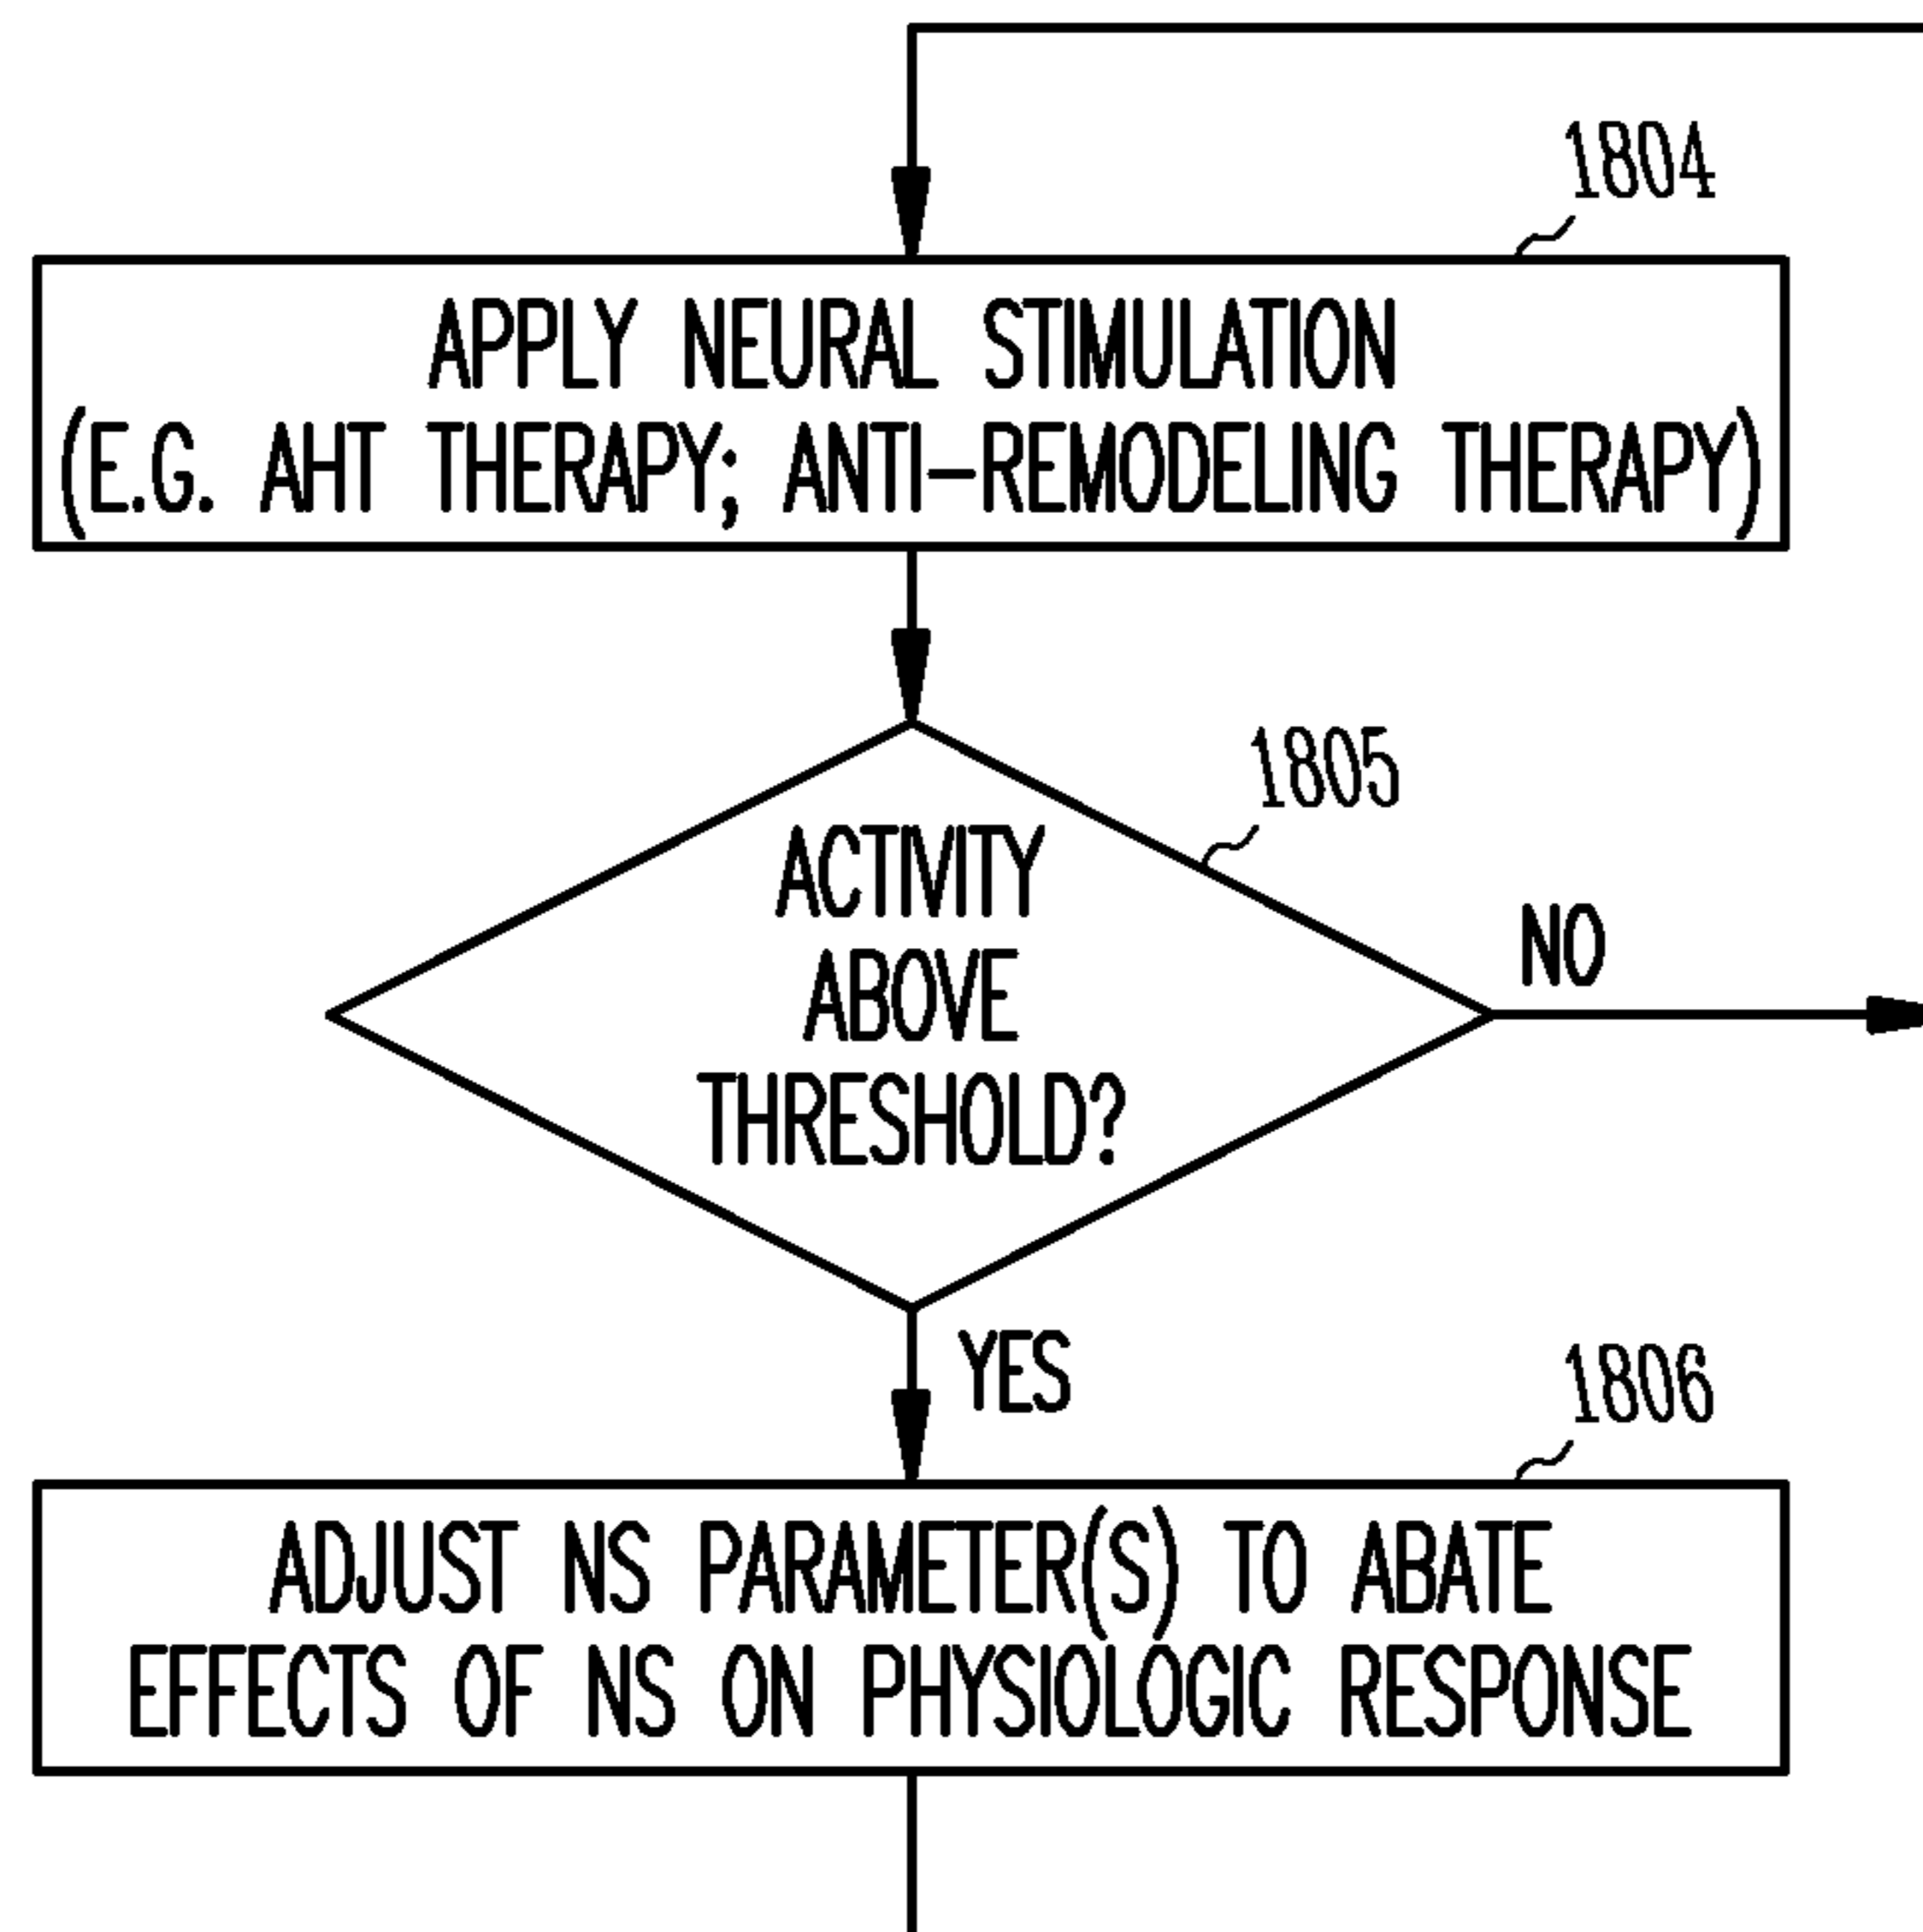 1804
APPLY NEURAL STIMULATION
(E.G. AHT THERAPY; ANTI-REMODELING THERAPY)
1805
ACTIVITY
ABOVE
THRESHOLD?
NO
YES
1806
ADJUST NS PARAMETER(S) TO ABATE
EFFECTS OF NS ON PHYSIOLOGIC RESPONSE